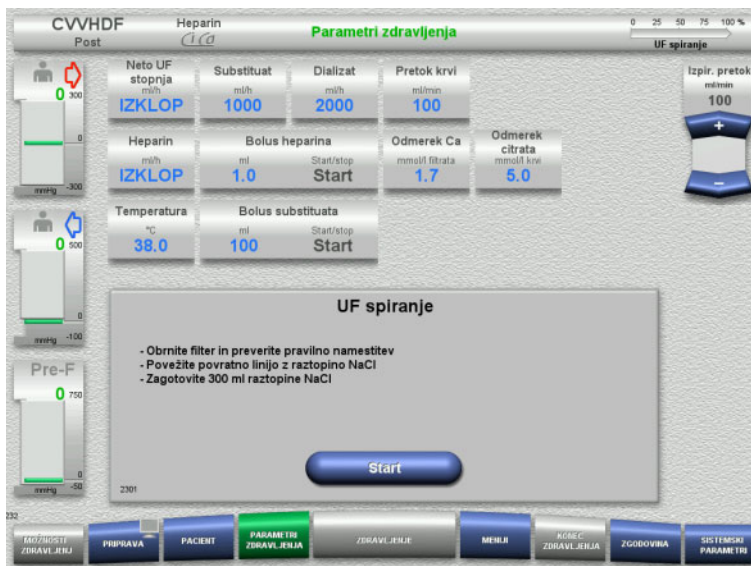 CVVHDF
Post
Heparin
CiCa
Parametri zdravljenja
0 25 50 75 100 %
UF spiranje
0 300
0
mmHg -300
Neto UF stopnja
ml/h
IZKLOP
Substituat
ml/h
1000
Dializat
ml/h
2000
Pretok krvi
ml/min
100
Izpir. pretok
ml/min
100
+
−
Heparin
ml/h
IZKLOP
Bolus heparina
ml Start/stop
1.0 Start
Odmerek Ca
mmol/l filtrata
1.7
Odmerek citrata
mmol/l krvi
5.0
0 500
0
mmHg -100
Temperatura
°C
38.0
Bolus substituata
ml Start/stop
100 Start
Pre-F
0 750
0
mmHg -50
UF spiranje
- Obrnite filter in preverite pravilno namestitev
- Povežite povratno linijo z raztopino NaCl
- Zagotovite 300 ml raztopine NaCl
Start
2301
232
MOŽNOSTI ZDRAVLJENJ
PRIPRAVA
PACIENT
PARAMETRI ZDRAVLJENJA
ZDRAVLJENJE
MENIJI
KONEC ZDRAVLJENJA
ZGODOVINA
SISTEMSKI PARAMETRI